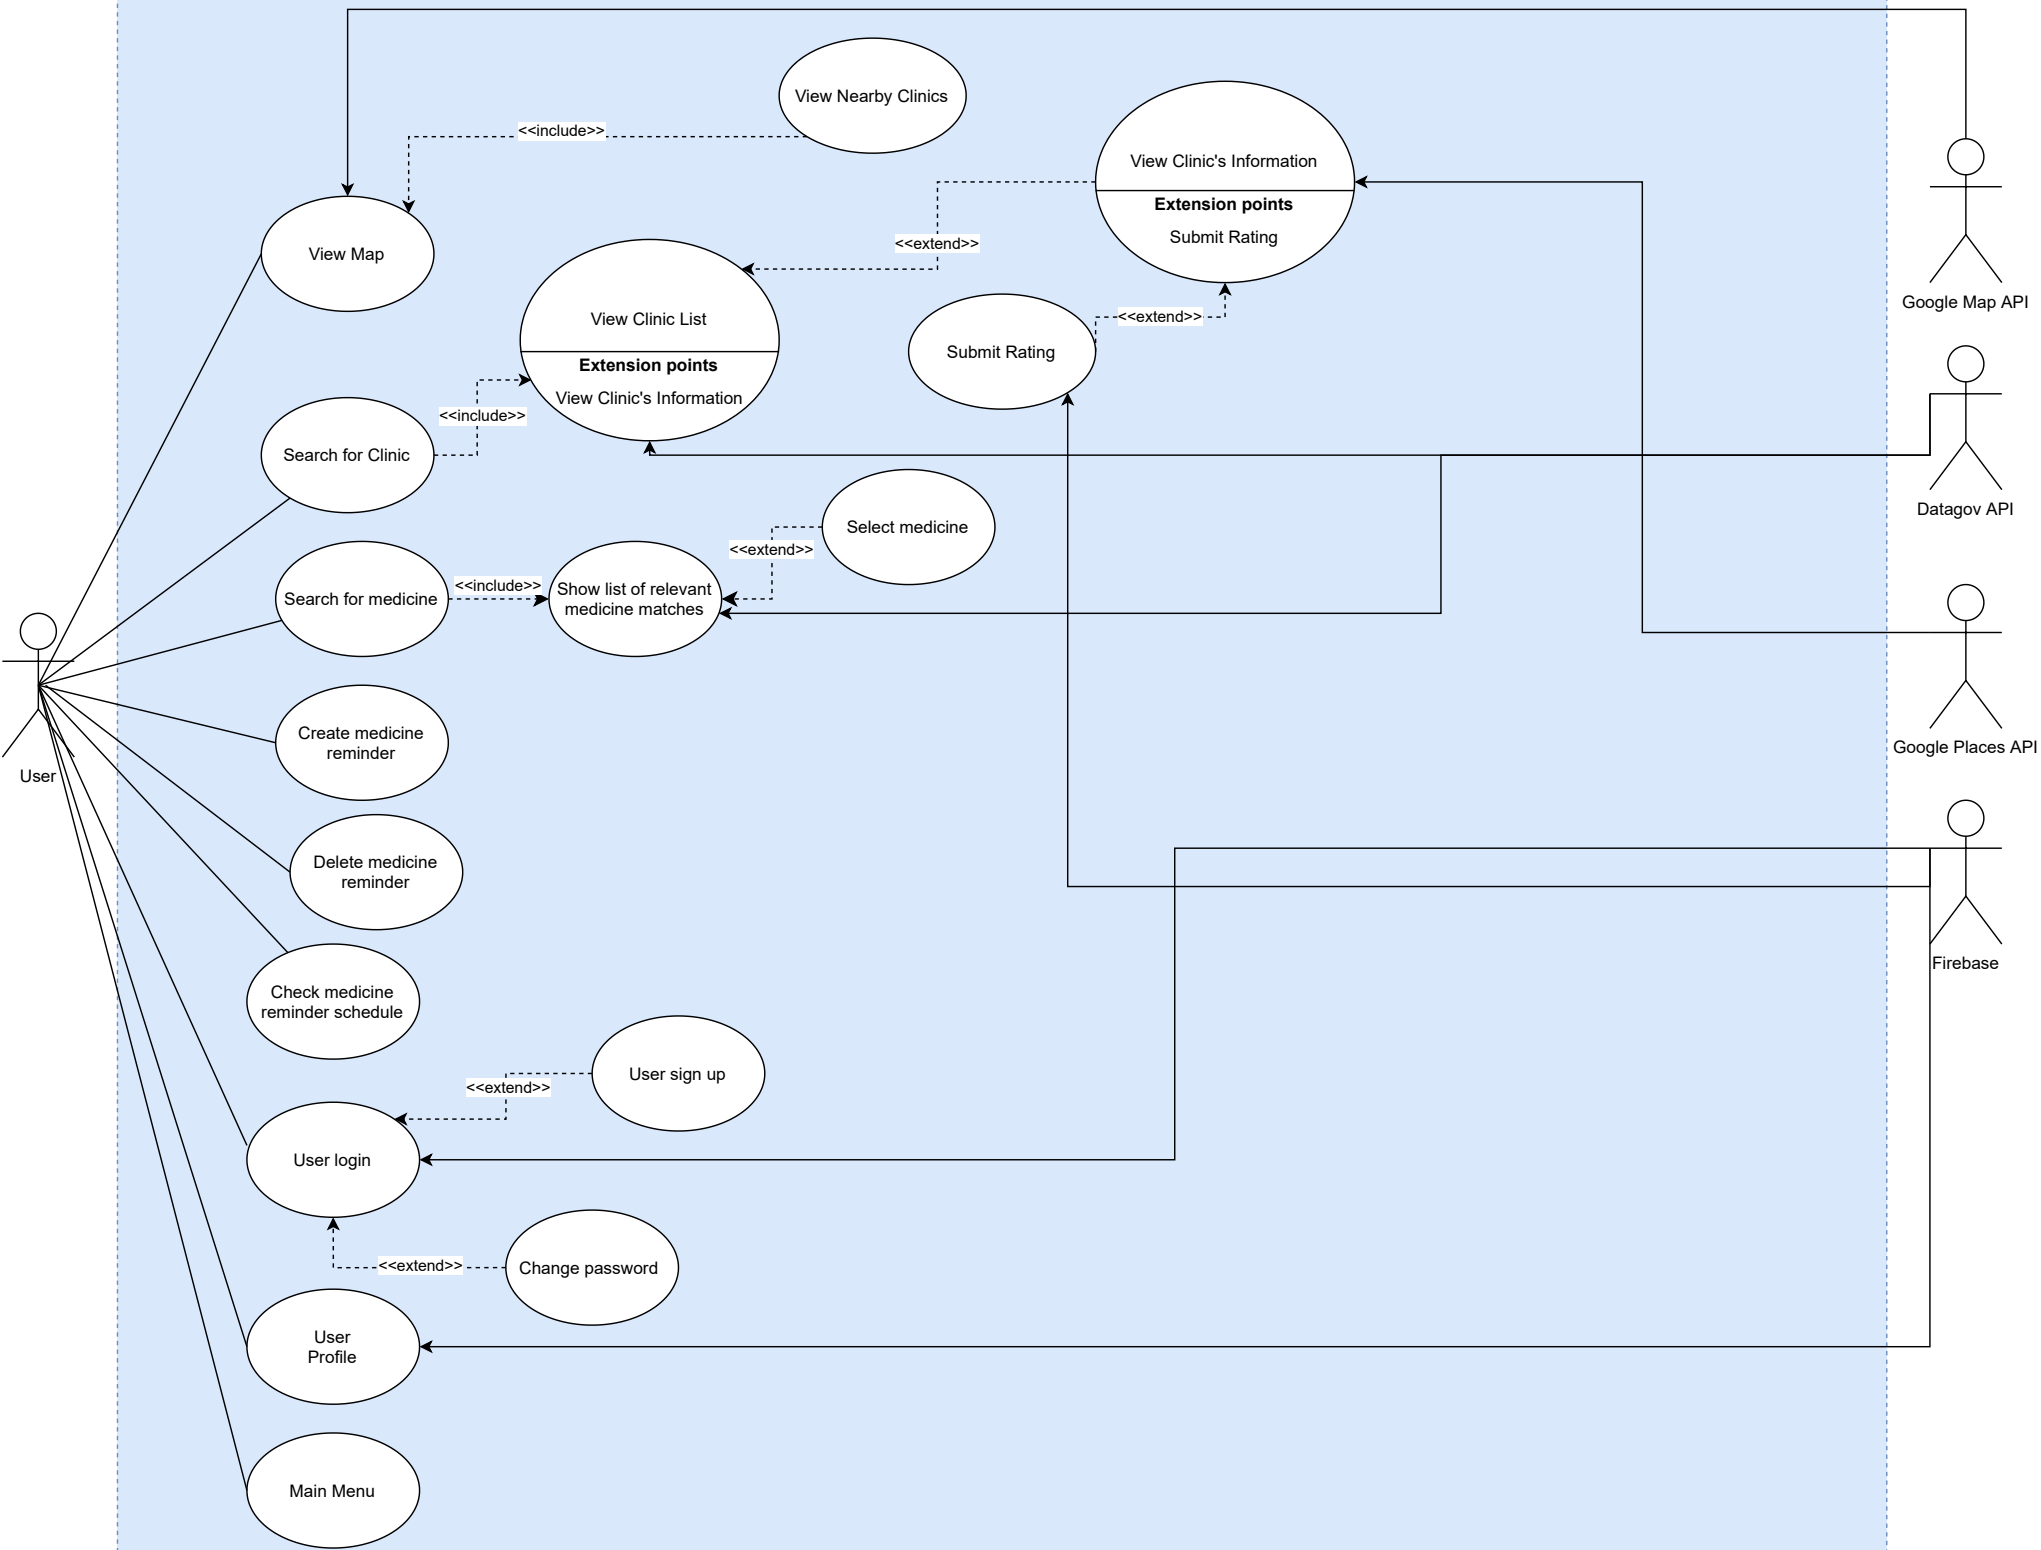 View Nearby Clinics
<<include>>
View Clinic's Information
Extension points
Submit Rating
<<extend>>
View Map
Google Map API
View Clinic List
Extension points
View Clinic's Information
<<extend>>
Submit Rating
<<include>>
Search for Clinic
Datagov API
Select medicine
<<extend>>
Search for medicine
<<include>>
Show list of relevant
medicine matches
User
Create medicine
reminder
Google Places API
Delete medicine
reminder
Firebase
Check medicine
reminder schedule
User sign up
<<extend>>
User login
<<extend>>
Change password
User
Profile
Main Menu